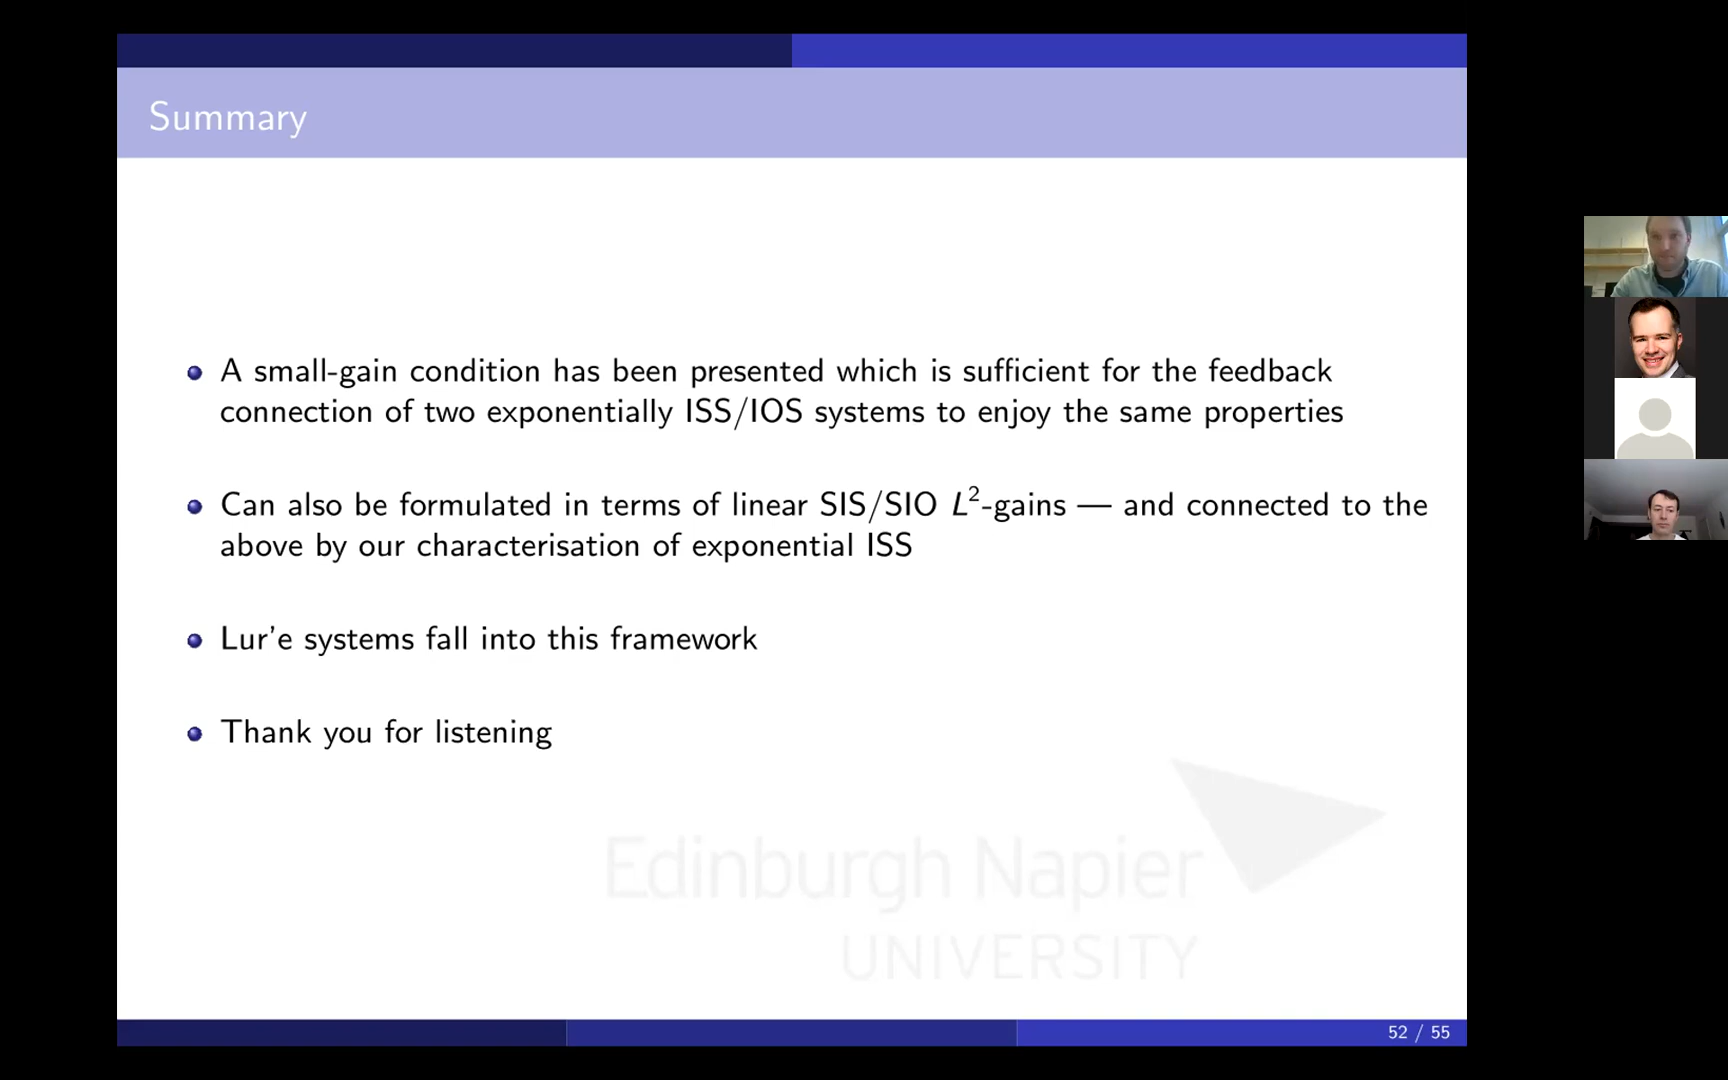 Summary
A small-gain condition has been presented which is sufficient for the feedback
connection of two exponentially ISS/IOS systems to enjoy the same properties
Can also be formulated in terms of linear SIS/SIO L²-gains — and connected to the
above by our characterisation of exponential ISS
Lur'e systems fall into this framework
Thank you for listening
Edinburgh Napier
UNIVERSITY
52 / 55